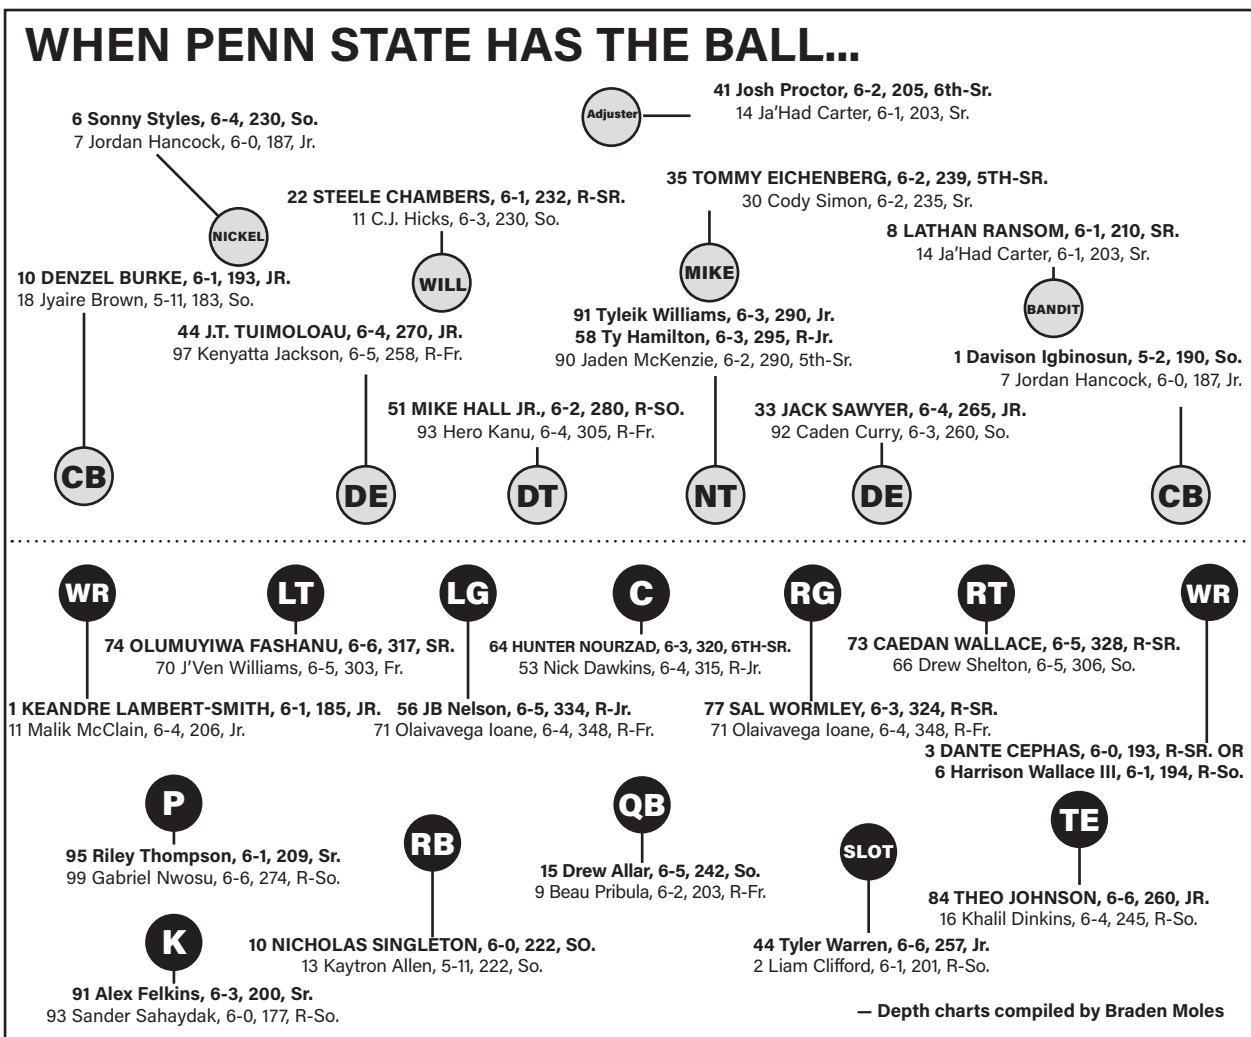 WHEN PENN STATE HAS THE BALL...
Adjuster
41 Josh Proctor, 6-2, 205, 6th-Sr.
14 Ja'Had Carter, 6-1, 203, Sr.
6 Sonny Styles, 6-4, 230, So.
7 Jordan Hancock, 6-0, 187, Jr.
NICKEL
22 STEELE CHAMBERS, 6-1, 232, R-SR.
11 C.J. Hicks, 6-3, 230, So.
WILL
35 TOMMY EICHENBERG, 6-2, 239, 5TH-SR.
30 Cody Simon, 6-2, 235, Sr.
MIKE
8 LATHAN RANSOM, 6-1, 210, SR.
14 Ja'Had Carter, 6-1, 203, Sr.
BANDIT
10 DENZEL BURKE, 6-1, 193, JR.
18 Jyaire Brown, 5-11, 183, So.
CB
44 J.T. TUIMOLOAU, 6-4, 270, JR.
97 Kenyatta Jackson, 6-5, 258, R-Fr.
DE
51 MIKE HALL JR., 6-2, 280, R-SO.
93 Hero Kanu, 6-4, 305, R-Fr.
DT
91 Tyleik Williams, 6-3, 290, Jr.
58 Ty Hamilton, 6-3, 295, R-Jr.
90 Jaden McKenzie, 6-2, 290, 5th-Sr.
NT
33 JACK SAWYER, 6-4, 265, JR.
92 Caden Curry, 6-3, 260, So.
DE
1 Davison Igbinosun, 5-2, 190, So.
7 Jordan Hancock, 6-0, 187, Jr.
CB
WR
1 KEANDRE LAMBERT-SMITH, 6-1, 185, JR.
11 Malik McClain, 6-4, 206, Jr.
LT
74 OLUMUYIWA FASHANU, 6-6, 317, SR.
70 J'Ven Williams, 6-5, 303, Fr.
LG
56 JB Nelson, 6-5, 334, R-Jr.
71 Olaivavega Ioane, 6-4, 348, R-Fr.
C
64 HUNTER NOURZAD, 6-3, 320, 6TH-SR.
53 Nick Dawkins, 6-4, 315, R-Jr.
RG
77 SAL WORMLEY, 6-3, 324, R-SR.
71 Olaivavega Ioane, 6-4, 348, R-Fr.
RT
73 CAEDAN WALLACE, 6-5, 328, R-SR.
66 Drew Shelton, 6-5, 306, So.
WR
3 DANTE CEPHAS, 6-0, 193, R-SR. OR
6 Harrison Wallace III, 6-1, 194, R-So.
P
95 Riley Thompson, 6-1, 209, Sr.
99 Gabriel Nwosu, 6-6, 274, R-So.
K
91 Alex Felkins, 6-3, 200, Sr.
93 Sander Sahaydak, 6-0, 177, R-So.
RB
10 NICHOLAS SINGLETON, 6-0, 222, SO.
13 Kaytron Allen, 5-11, 222, So.
QB
15 Drew Allar, 6-5, 242, So.
9 Beau Pribula, 6-2, 203, R-Fr.
SLOT
44 Tyler Warren, 6-6, 257, Jr.
2 Liam Clifford, 6-1, 201, R-So.
TE
84 THEO JOHNSON, 6-6, 260, JR.
16 Khalil Dinkins, 6-4, 245, R-So.
— Depth charts compiled by Braden Moles